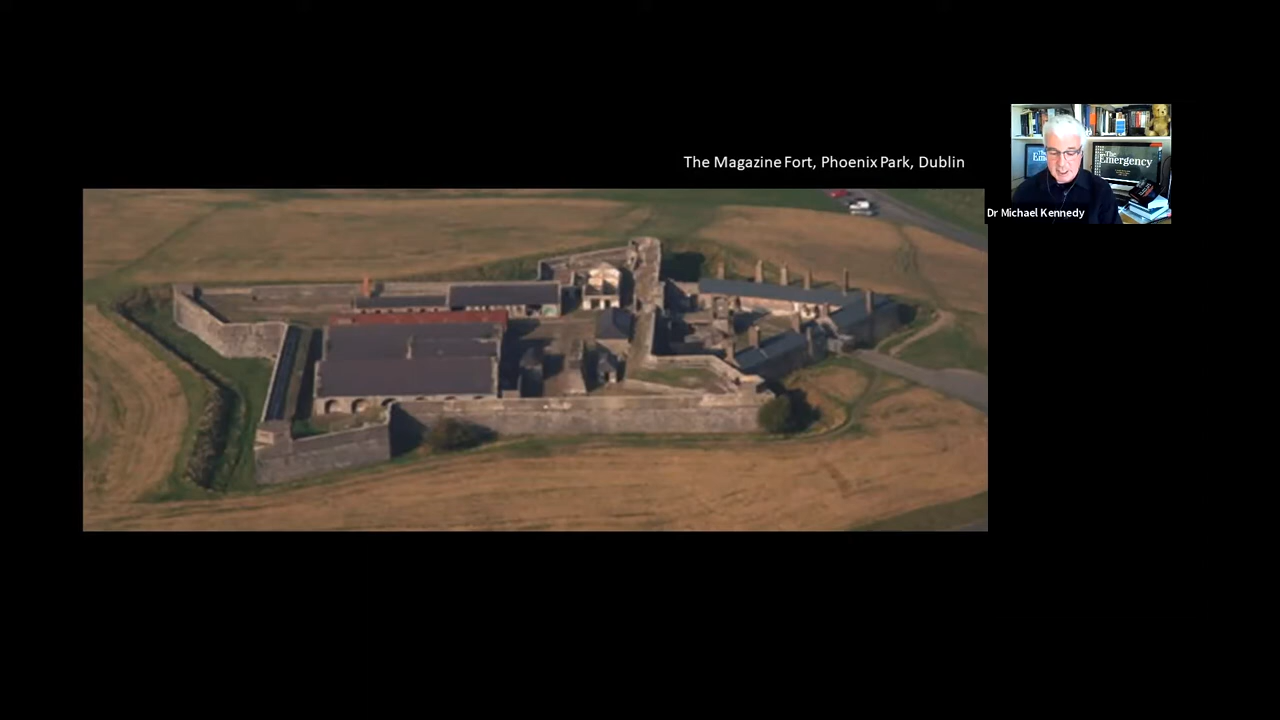 The Magazine Fort, Phoenix Park, Dublin
The
Emergency
Dr Michael Kennedy